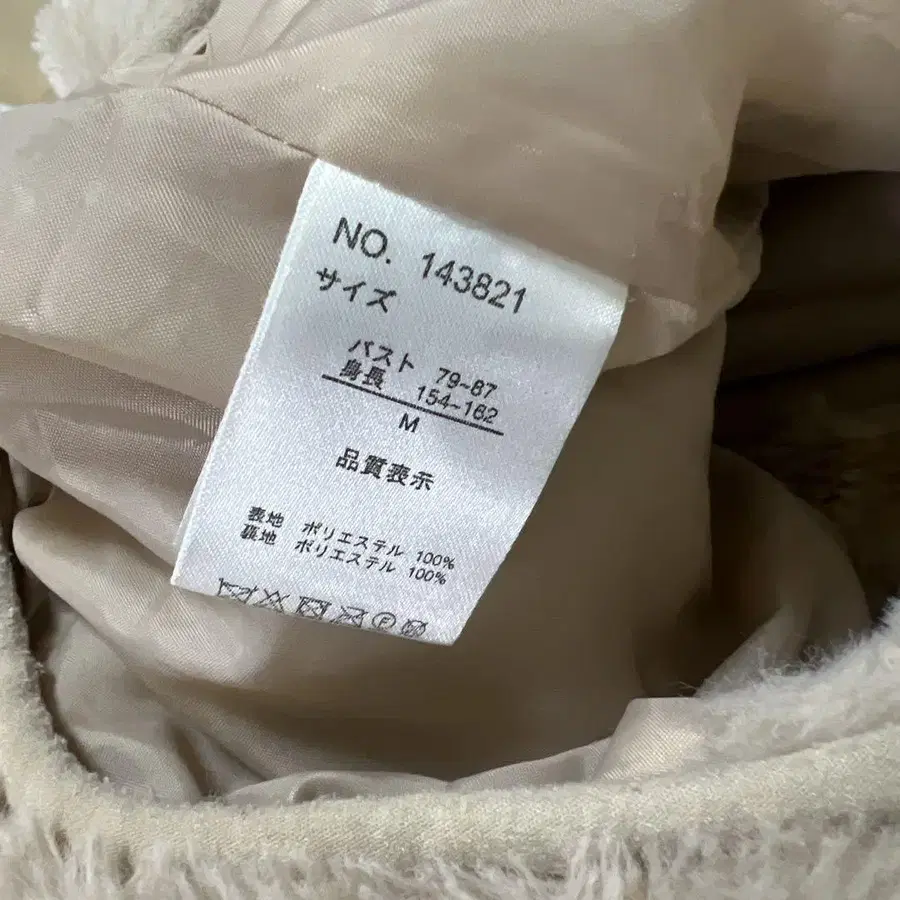 NO. 143821
サイズ
バスト 79-87
身長 154-162
M
品質表示
表地 ポリエステル 100%
裏地 ポリエステル 100%
F